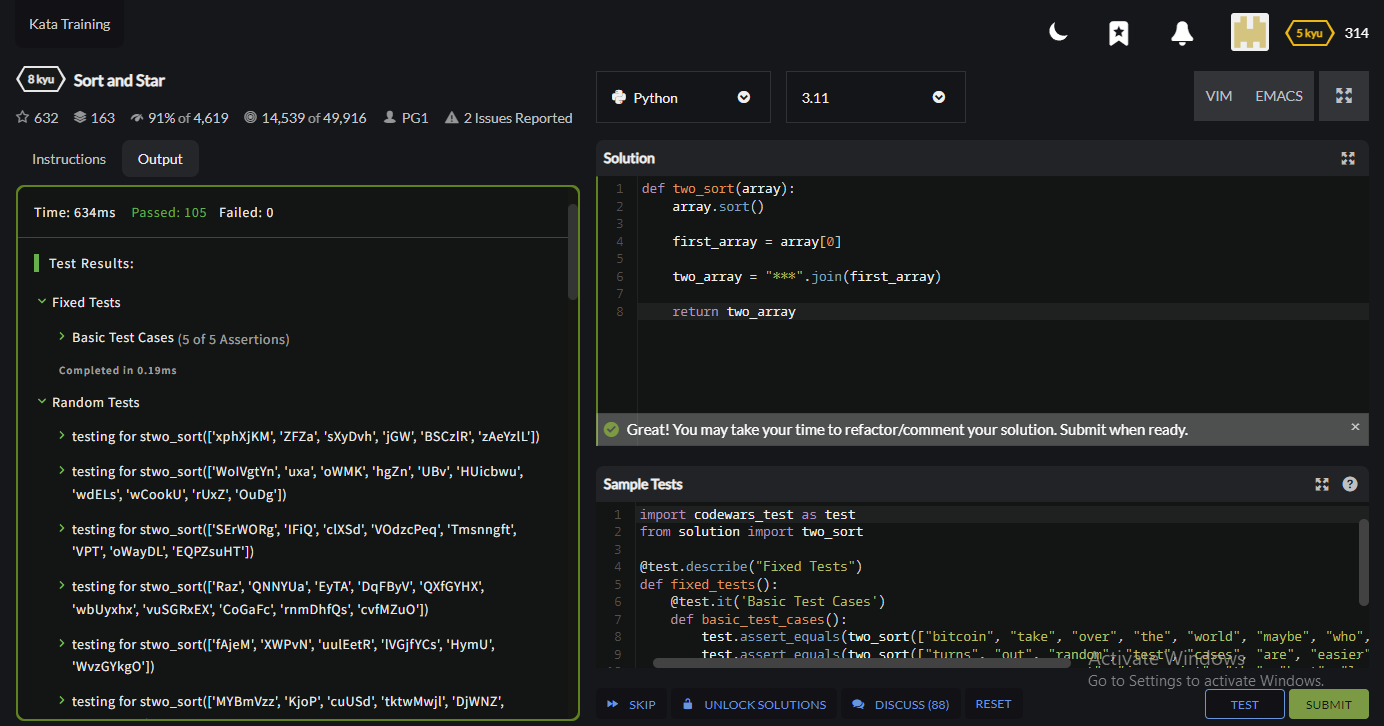 Kata Training
5 kyu 314
8 kyu Sort and Star
632 163 91% of 4,619 14,539 of 49,916 PG1 2 Issues Reported
Python 3.11
VIM EMACS
Instructions Output
Time: 634ms Passed: 105 Failed: 0
Test Results:
Fixed Tests
Basic Test Cases (5 of 5 Assertions)
Completed in 0.19ms
Random Tests
testing for stwo_sort(['xphXjKM', 'ZFZa', 'sXyDvh', 'jGW', 'BSCzlR', 'zAeYzlL'])
testing for stwo_sort(['WoIVgtYn', 'uxa', 'oWMK', 'hgZn', 'UBv', 'HUicbwu',
'wdELs', 'wCookU', 'rUxZ', 'OuDg'])
testing for stwo_sort(['SErWORg', 'IFiQ', 'clXSd', 'VOdzcPeq', 'Tmsnngft',
'VPT', 'oWayDL', 'EQPZsuHT'])
testing for stwo_sort(['Raz', 'QNNYUa', 'EyTA', 'DqFByV', 'QXfGYHX',
'wbUyxhx', 'vuSGRxEX', 'CoGaFc', 'rnmDhfQs', 'cvfMZuO'])
testing for stwo_sort(['fAjeM', 'XWPvN', 'uulEetR', 'lVGjfYCs', 'HymU',
'WvzGYkgO'])
testing for stwo_sort(['MYBmVzz', 'KjoP', 'cuUSd', 'tktwMwjl', 'DjWNZ',
Solution
1 def two_sort(array):
2 array.sort()
3
4 first_array = array[0]
5
6 two_array = "***".join(first_array)
7
8 return two_array
Great! You may take your time to refactor/comment your solution. Submit when ready.
Sample Tests
1 import codewars_test as test
2 from solution import two_sort
3
4 @test.describe("Fixed Tests")
5 def fixed_tests():
6 @test.it('Basic Test Cases')
7 def basic_test_cases():
8 test.assert_equals(two_sort(["bitcoin", "take", "over", "the", "world", "maybe", "who",
9 test.assert_equals(two_sort(["turns", "out", "random", "test", "cases", "are", "easier"
Activate Windows
Go to Settings to activate Windows.
SKIP UNLOCK SOLUTIONS DISCUSS (88) RESET TEST SUBMIT